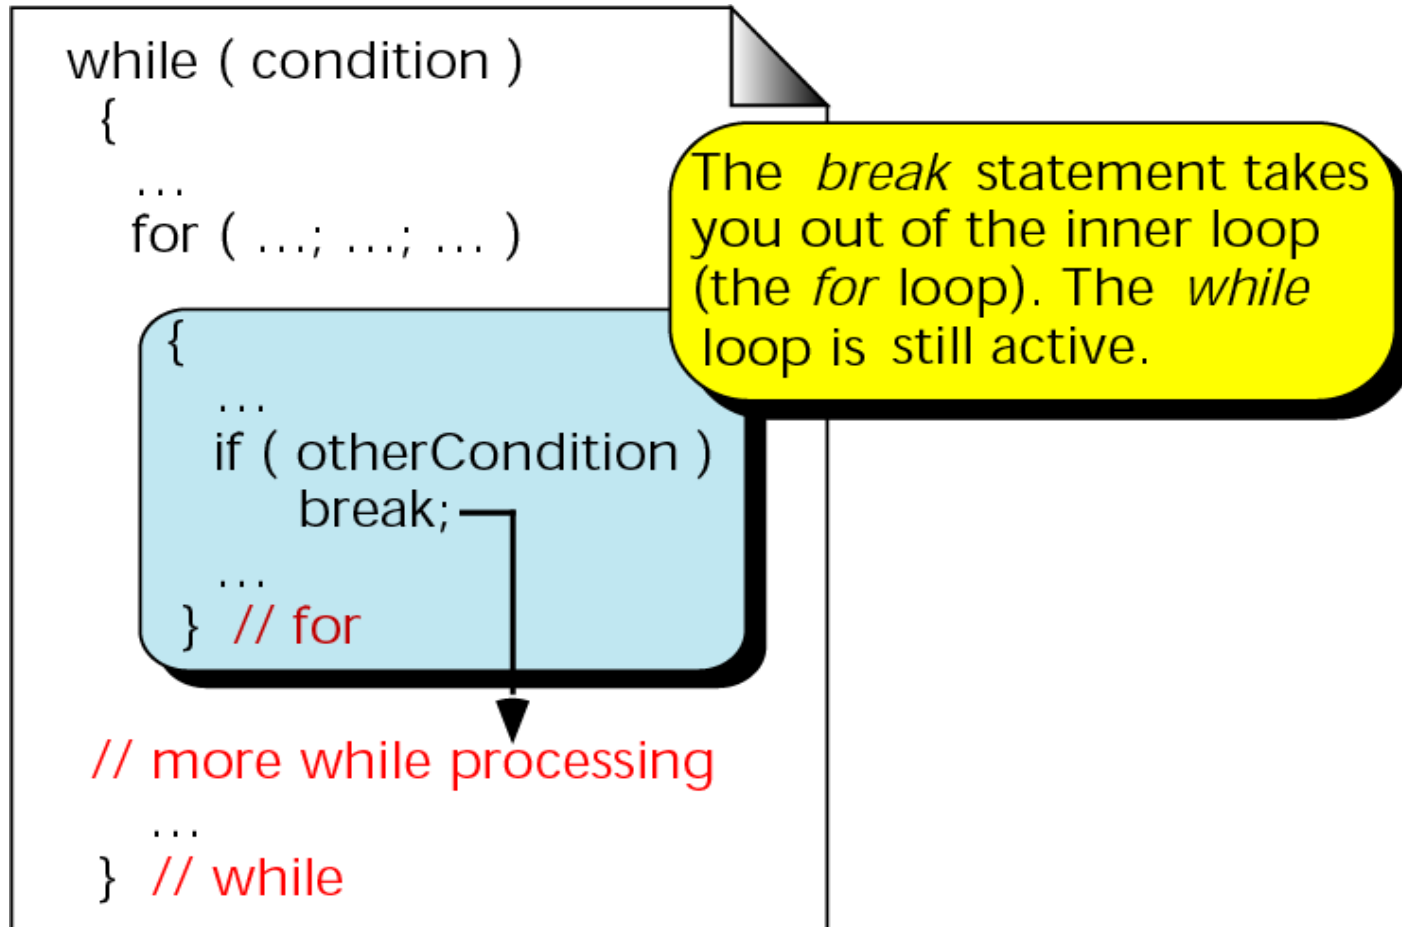 while ( condition )
{
...
for ( ...; ...; ... )
{
...
if ( otherCondition )
break;
...
} // for
// more while processing
...
} // while
The break statement takes
you out of the inner loop
(the for loop). The while
loop is still active.